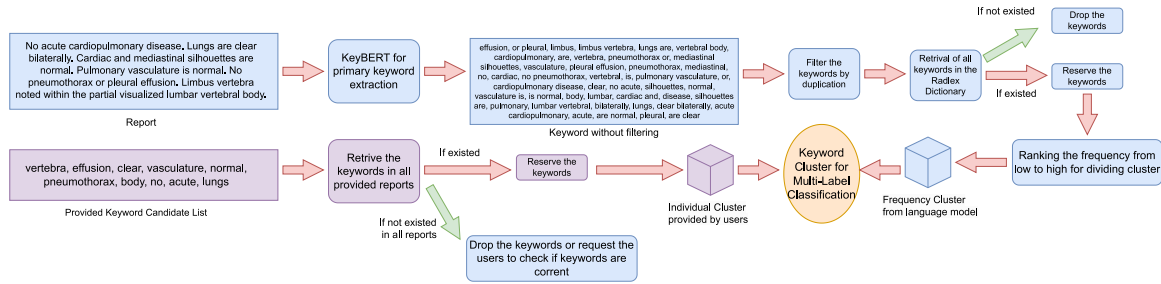 No acute cardiopulmonary disease. Lungs are clear
bilaterally. Cardiac and mediastinal silhouettes are
normal. Pulmonary vasculature is normal. No
pneumothorax or pleural effusion. Limbus vertebra
noted within the partial visualized lumbar vertebral body.
Report
KeyBERT for
primary keyword
extraction
effusion, or pleural, limbus, limbus vertebra, lungs are, vertebral body,
cardiopulmonary, are, vertebra, pneumothorax or, mediastinal
silhouettes, vasculature, pleural effusion, pneumothorax, mediastinal,
no, cardiac, no pneumothorax, vertebral, is, pulmonary vasculature, or,
cardiopulmonary disease, clear, no acute, silhouettes, normal,
vasculature is, is normal, body, lumbar, cardiac and, disease, silhouettes
are, pulmonary, lumbar vertebral, bilaterally, lungs, clear bilaterally, acute
cardiopulmonary, acute, are normal, pleural, are clear
Keyword without filtering
Filter the
keywords by
duplication
Retrival of all
keywords in the
Radlex
Dictionary
If not existed
Drop the
keywords
If existed
Reserve the
keywords
Ranking the frequency from
low to high for dividing cluster
Frequency Cluster
from language model
Keyword
Cluster for
Multi-Label
Classification
vertebra, effusion, clear, vasculature, normal,
pneumothorax, body, no, acute, lungs
Provided Keyword Candidate List
Retrive the
keywords in all
provided reports
If existed
Reserve the
keywords
Individual Cluster
provided by users
If not existed
in all reports
Drop the keywords or request the
users to check if keywords are
corrent